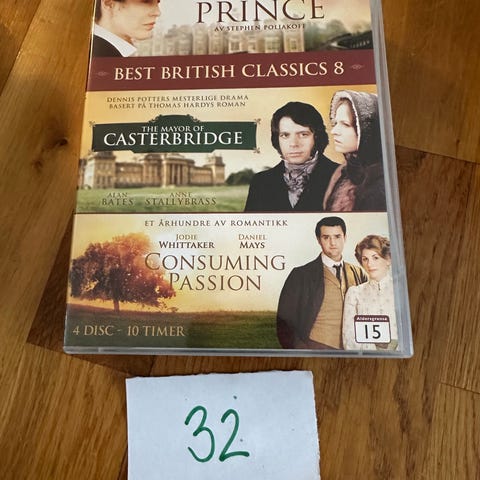 PRINCE
AV STEPHEN POLIAKOFF
BEST BRITISH CLASSICS 8
DENNIS POTTERS MESTERLIGE DRAMA
BASERT PÅ THOMAS HARDYS ROMAN
THE MAYOR OF
CASTERBRIDGE
ALAN BATES
ANNE STALLYBRASS
ET ÅRHUNDRE AV ROMANTIKK
JODIE WHITTAKER
DANIEL MAYS
CONSUMING
PASSION
4 DISC - 10 TIMER
Aldersgrense
15
32